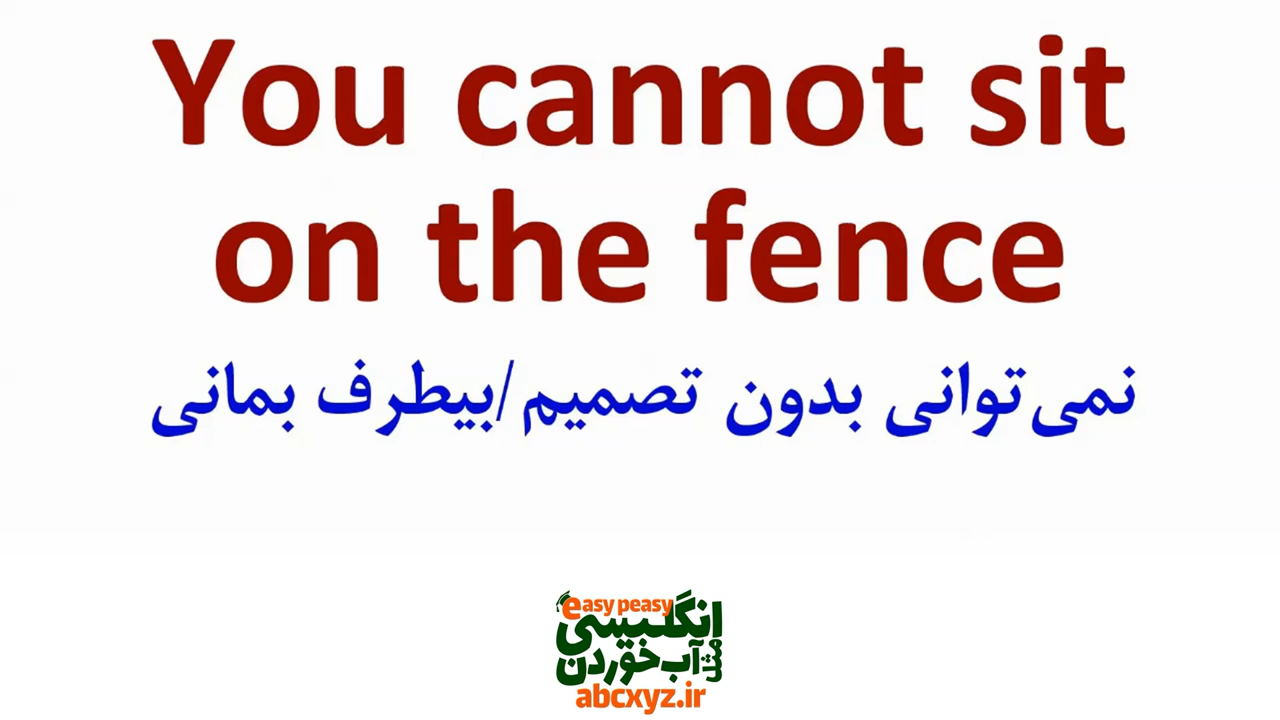 You cannot sit
on the fence
نمی‌توانی بدون تصمیم/بیطرف بمانی
easy peasy
انگلیسی
مثل آب خوردن
abcxyz.ir